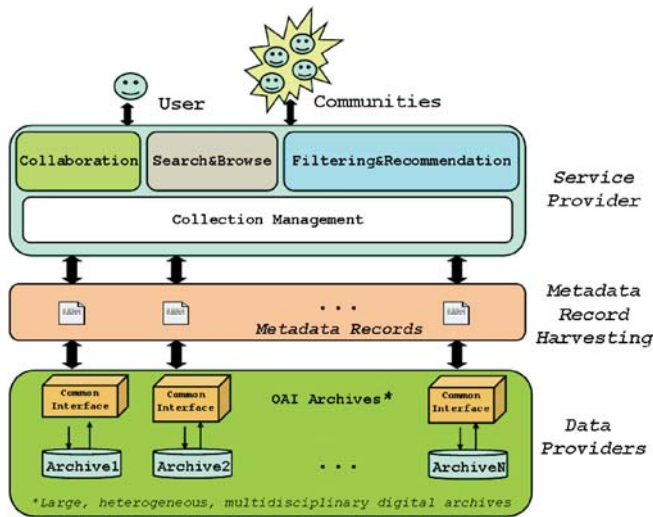 User
Communities
Collaboration
Search&Browse
Filtering&Recommendation
Collection Management
Service
Provider
...
Metadata Records
Metadata
Record
Harvesting
Common
Interface
Common
Interface
OAI Archives*
Common
Interface
Archive1
Archive2
...
ArchiveN
Data
Providers
*Large, heterogeneous, multidisciplinary digital archives